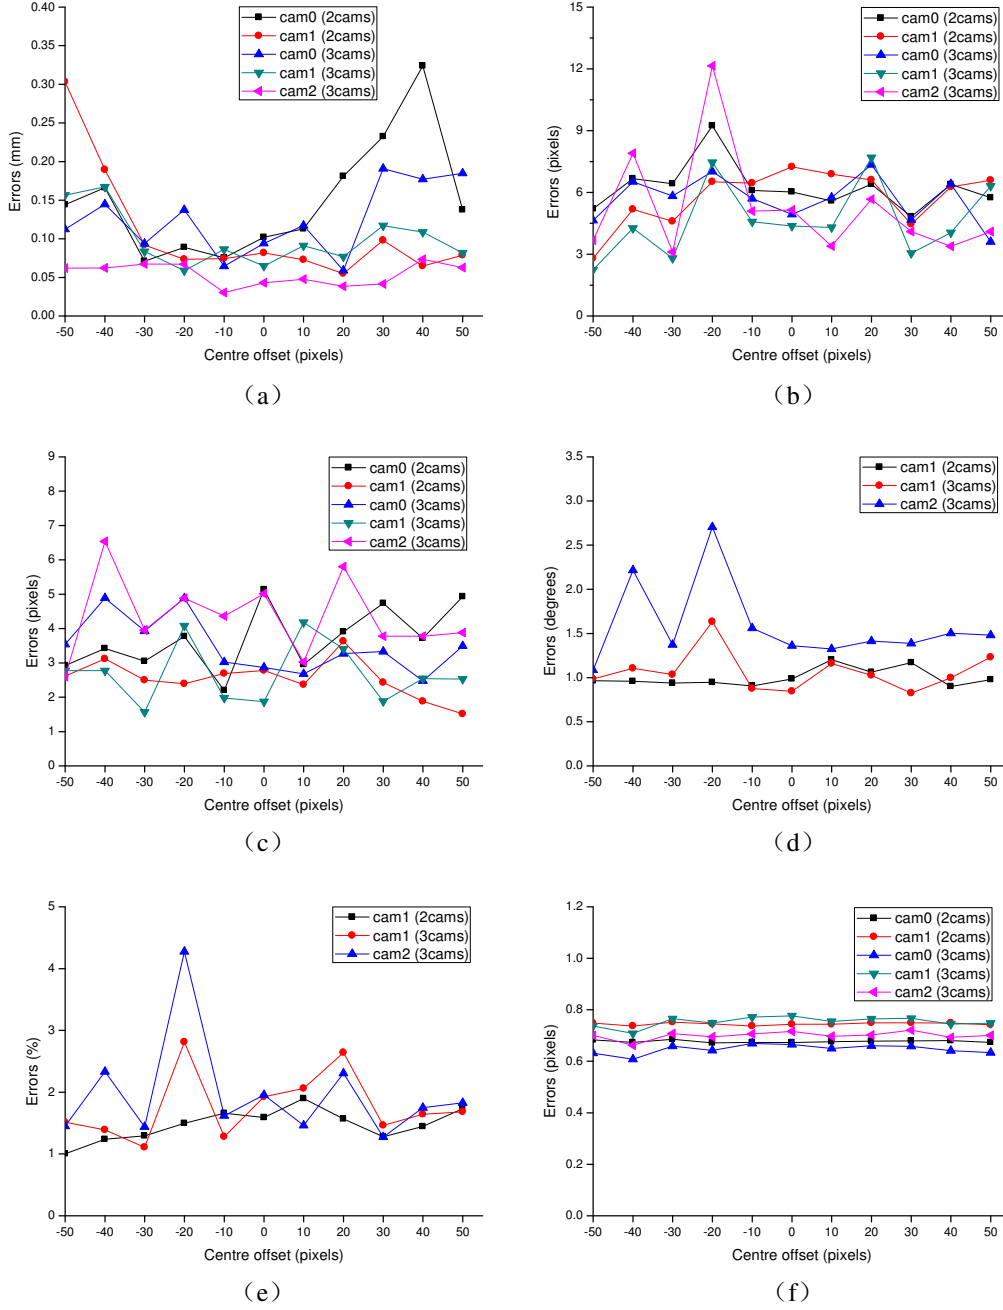 0.40
0.35
0.30
0.25
0.20
0.15
0.10
0.05
0.00
Errors (mm)
cam0 (2cams)
cam1 (2cams)
cam0 (3cams)
cam1 (3cams)
cam2 (3cams)
-50 -40 -30 -20 -10 0 10 20 30 40 50
Centre offset (pixels)
(a)
15
12
9
6
3
0
Errors (pixels)
cam0 (2cams)
cam1 (2cams)
cam0 (3cams)
cam1 (3cams)
cam2 (3cams)
-50 -40 -30 -20 -10 0 10 20 30 40 50
Centre offset (pixels)
(b)
9
8
7
6
5
4
3
2
1
0
Errors (pixels)
cam0 (2cams)
cam1 (2cams)
cam0 (3cams)
cam1 (3cams)
cam2 (3cams)
-50 -40 -30 -20 -10 0 10 20 30 40 50
Centre offset (pixels)
(c)
3.5
3.0
2.5
2.0
1.5
1.0
0.5
0.0
Errors (degrees)
cam1 (2cams)
cam1 (3cams)
cam2 (3cams)
-50 -40 -30 -20 -10 0 10 20 30 40 50
Centre offset (pixels)
(d)
5
4
3
2
1
0
Errors (%)
cam1 (2cams)
cam1 (3cams)
cam2 (3cams)
-50 -40 -30 -20 -10 0 10 20 30 40 50
Centre offset (pixels)
(e)
1.2
1.0
0.8
0.6
0.4
0.2
0.0
Errors (pixels)
cam0 (2cams)
cam1 (2cams)
cam0 (3cams)
cam1 (3cams)
cam2 (3cams)
-50 -40 -30 -20 -10 0 10 20 30 40 50
Centre offset (pixels)
(f)